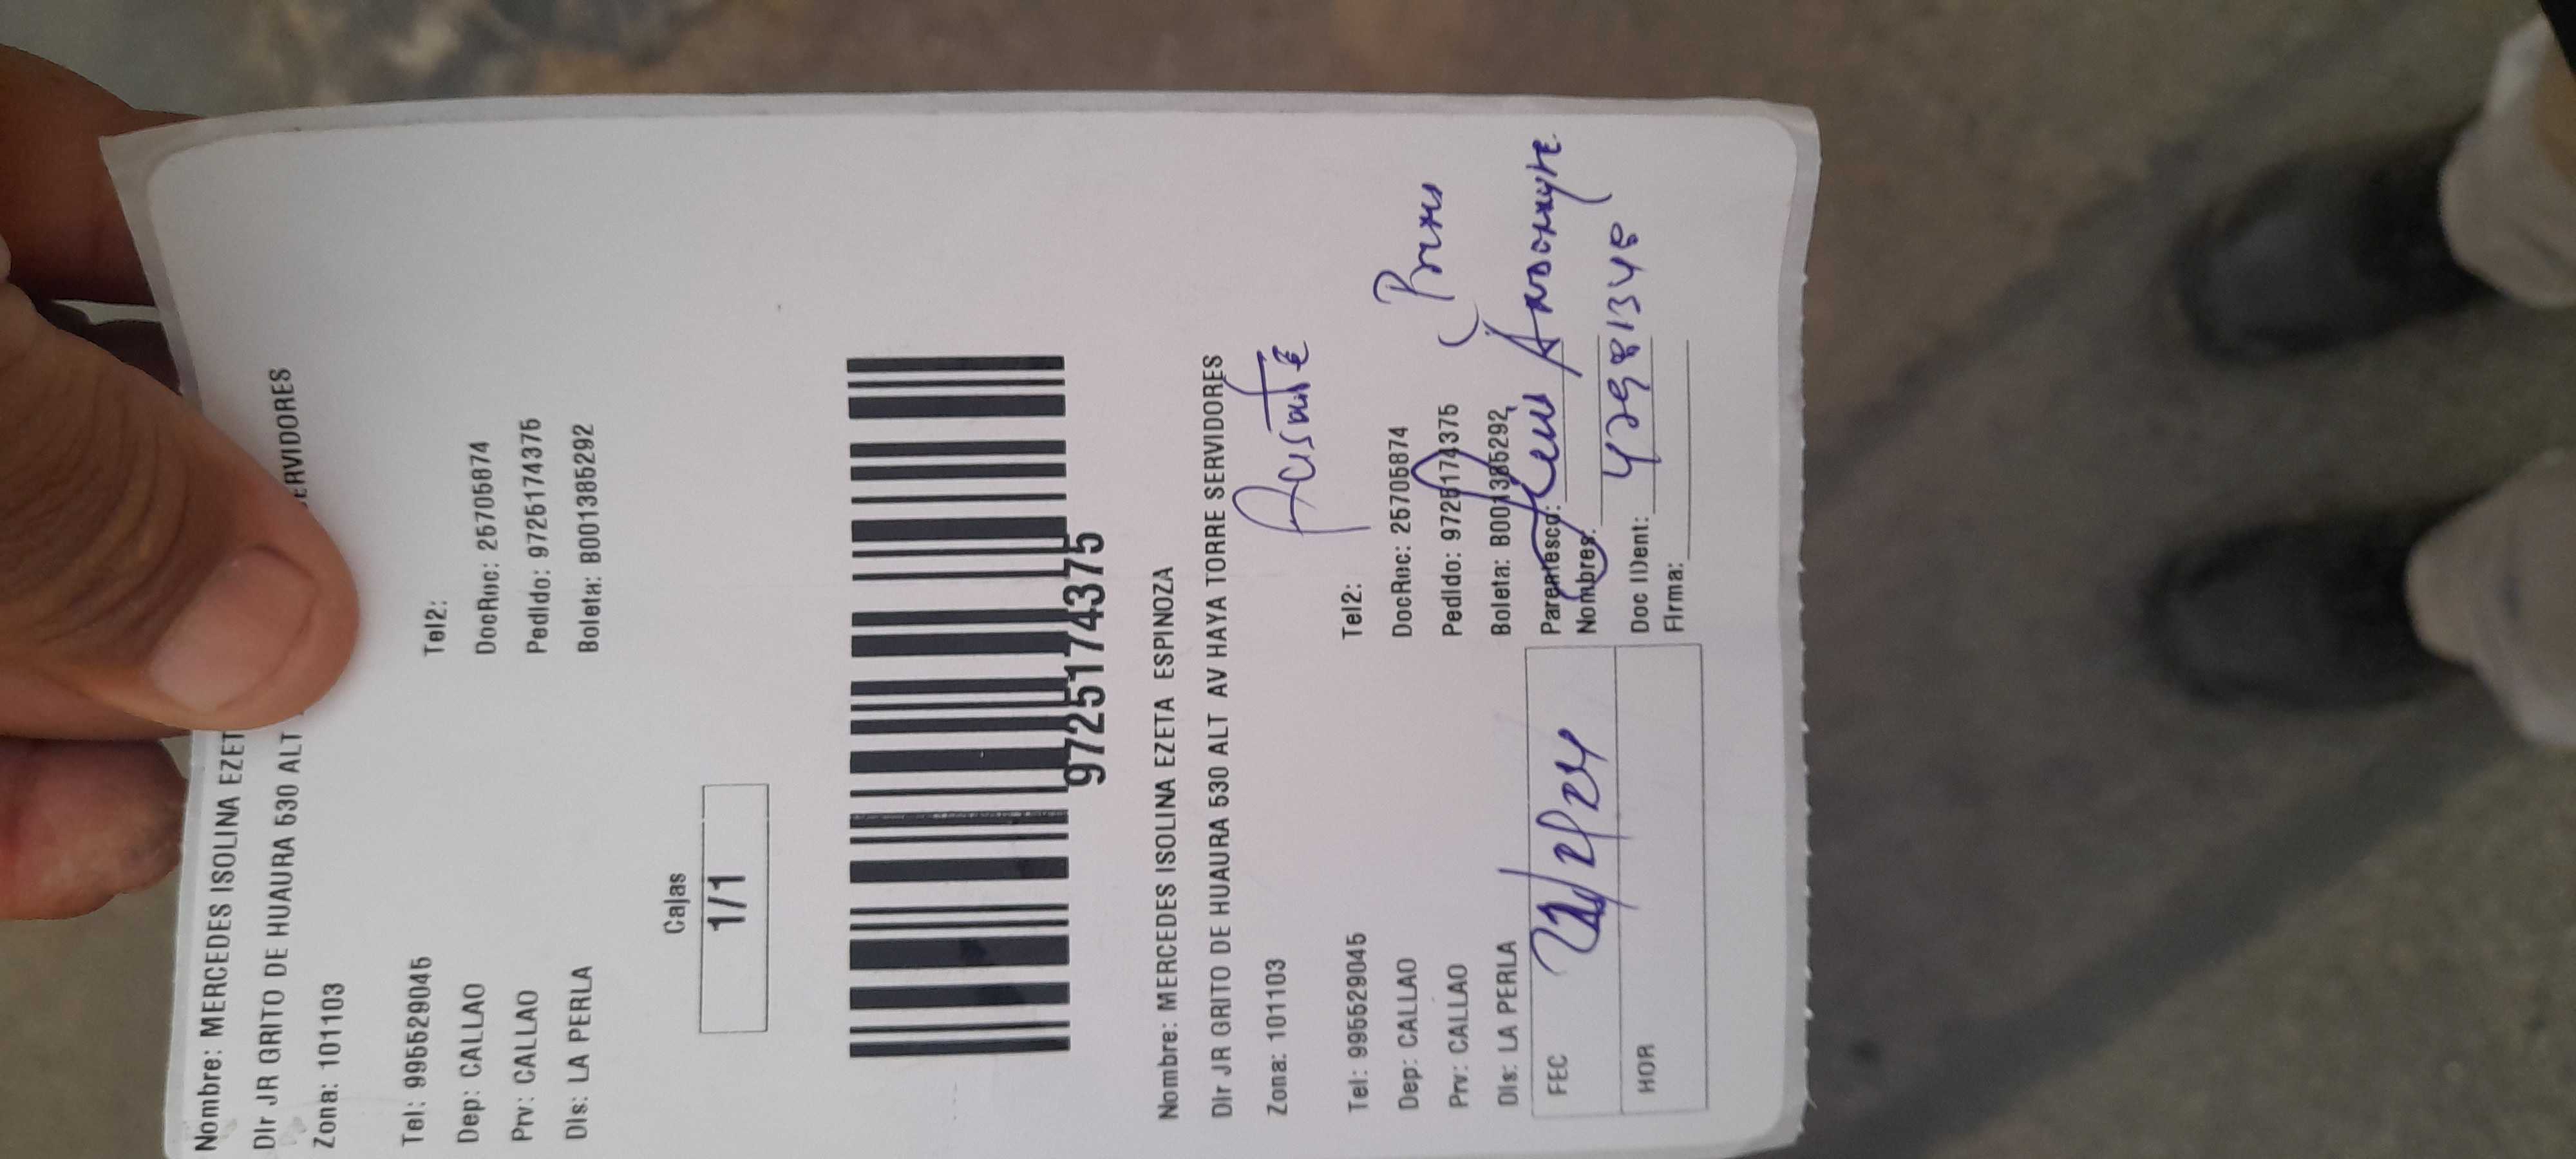 Nombre: MERCEDES ISOLINA EZET
Dir JR GRITO DE HUAURA 530 ALT ERVIDORES
Zona: 101103
Tel: 995529045 Tel2:
Dep: CALLAO DocRuc: 25705874
Prv: CALLAO Pedido: 9725174375
Dis: LA PERLA Boleta: B001385292
Cajas
1/1
9725174375
Nombre: MERCEDES ISOLINA EZETA ESPINOZA
Dir JR GRITO DE HUAURA 530 ALT AV HAYA TORRE SERVIDORES
Zona: 101103
Tel: 995529045 Tel2:
Dep: CALLAO DocRuc: 25705874
Prv: CALLAO Pedido: 9725174375
Dis: LA PERLA Boleta: B001385292
FEC Parentesco:
Nombres:
HOR Doc IDent:
Firma: